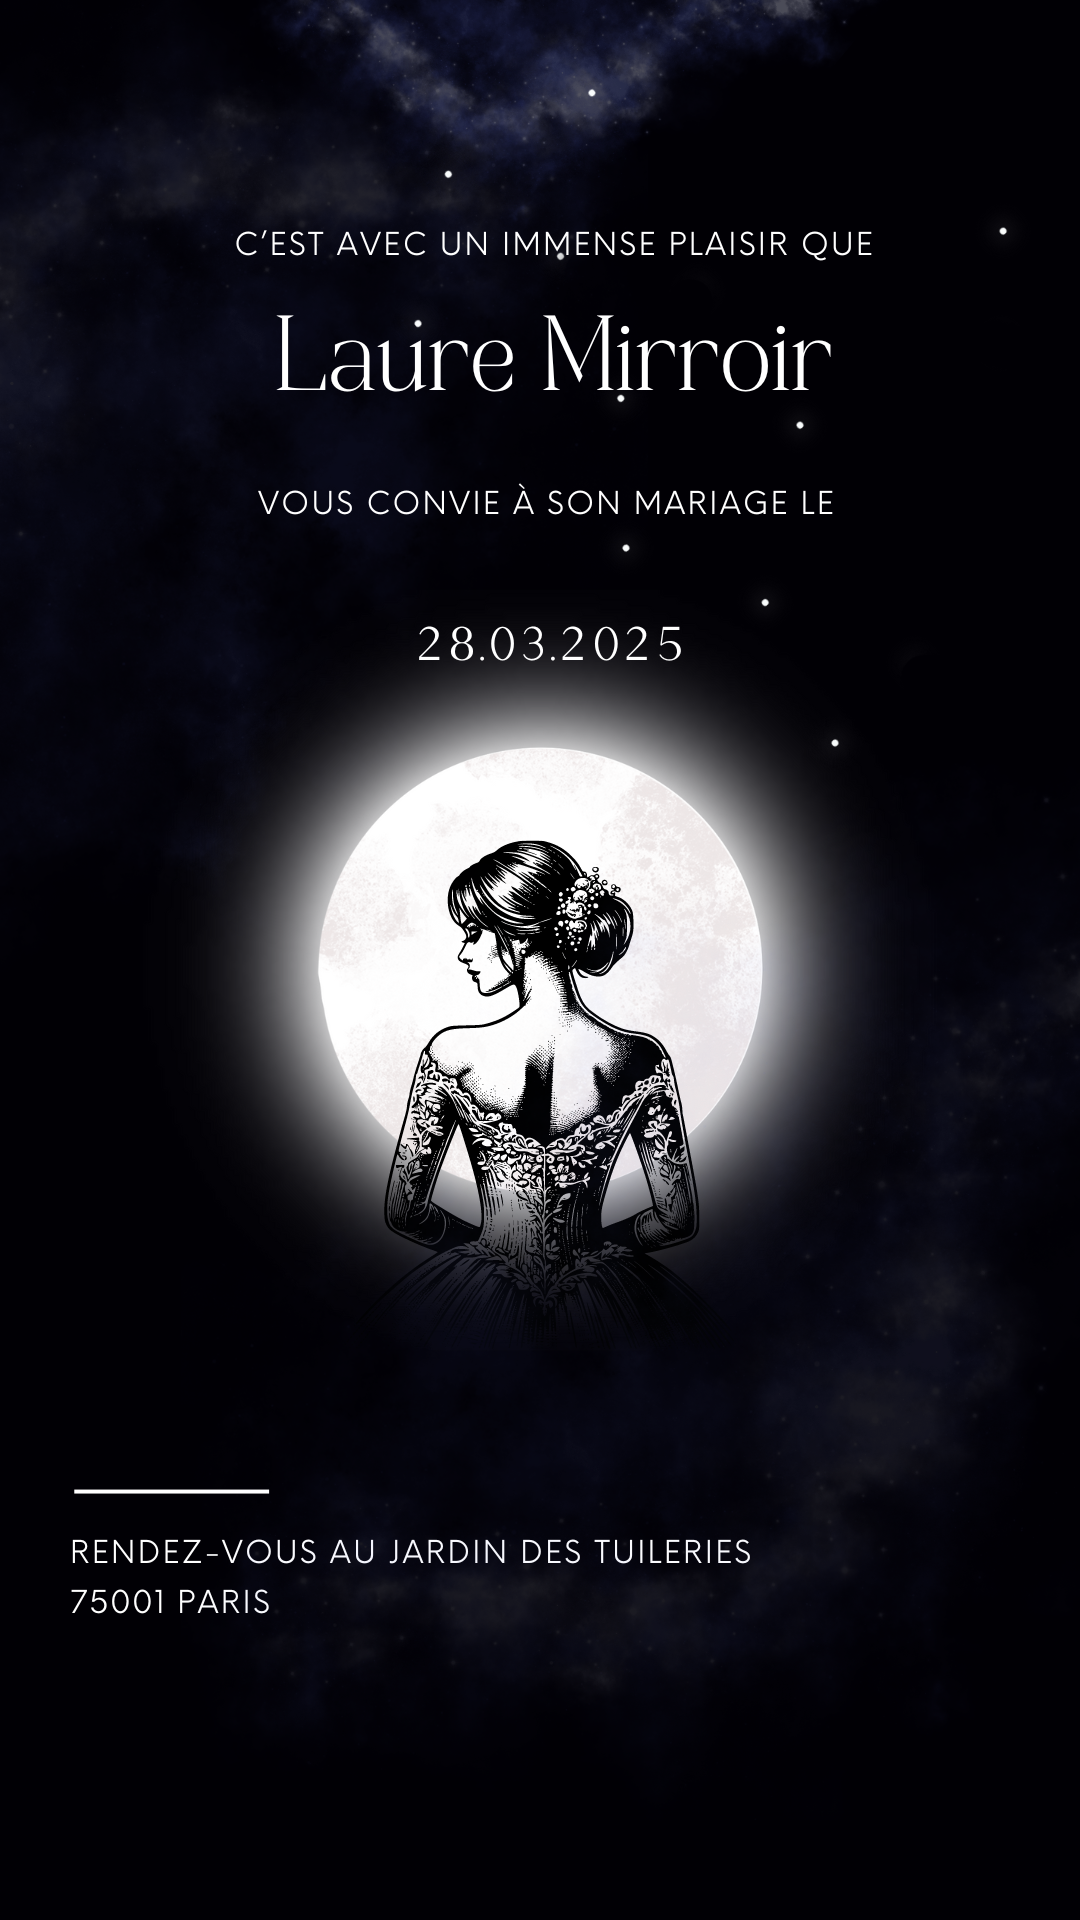 C'EST AVEC UN IMMENSE PLAISIR QUE
Laure Mirroir
VOUS CONVIE À SON MARIAGE LE
28.03.2025
RENDEZ-VOUS AU JARDIN DES TUILERIES
75001 PARIS